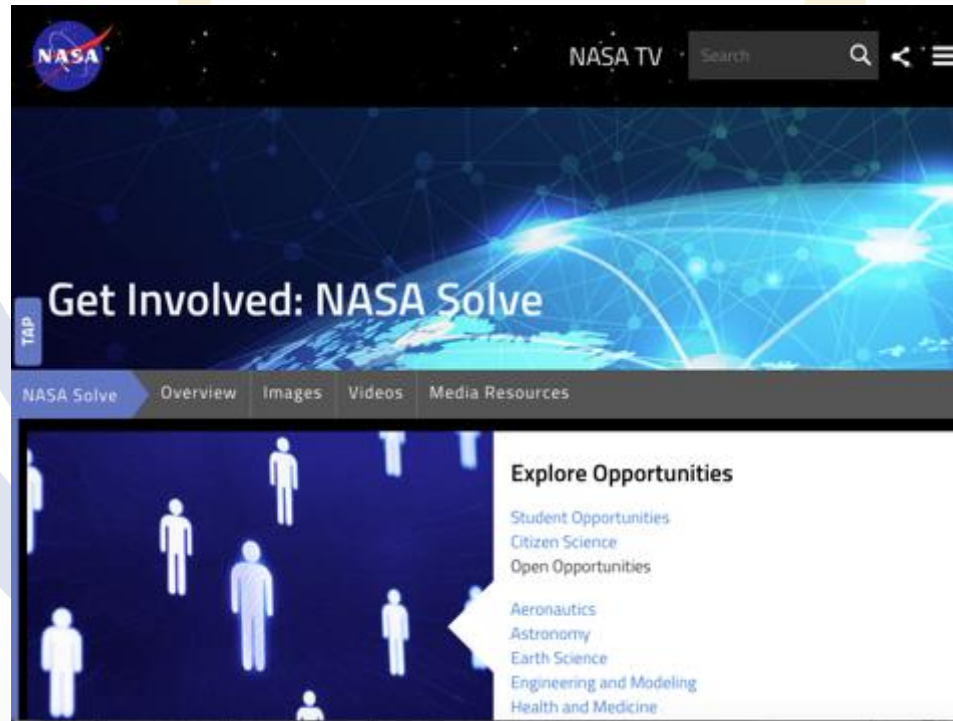 NASA
NASA TV
Search
Get Involved: NASA Solve
TAP
NASA Solve
Overview
Images
Videos
Media Resources
Explore Opportunities
Student Opportunities
Citizen Science
Open Opportunities
Aeronautics
Astronomy
Earth Science
Engineering and Modeling
Health and Medicine